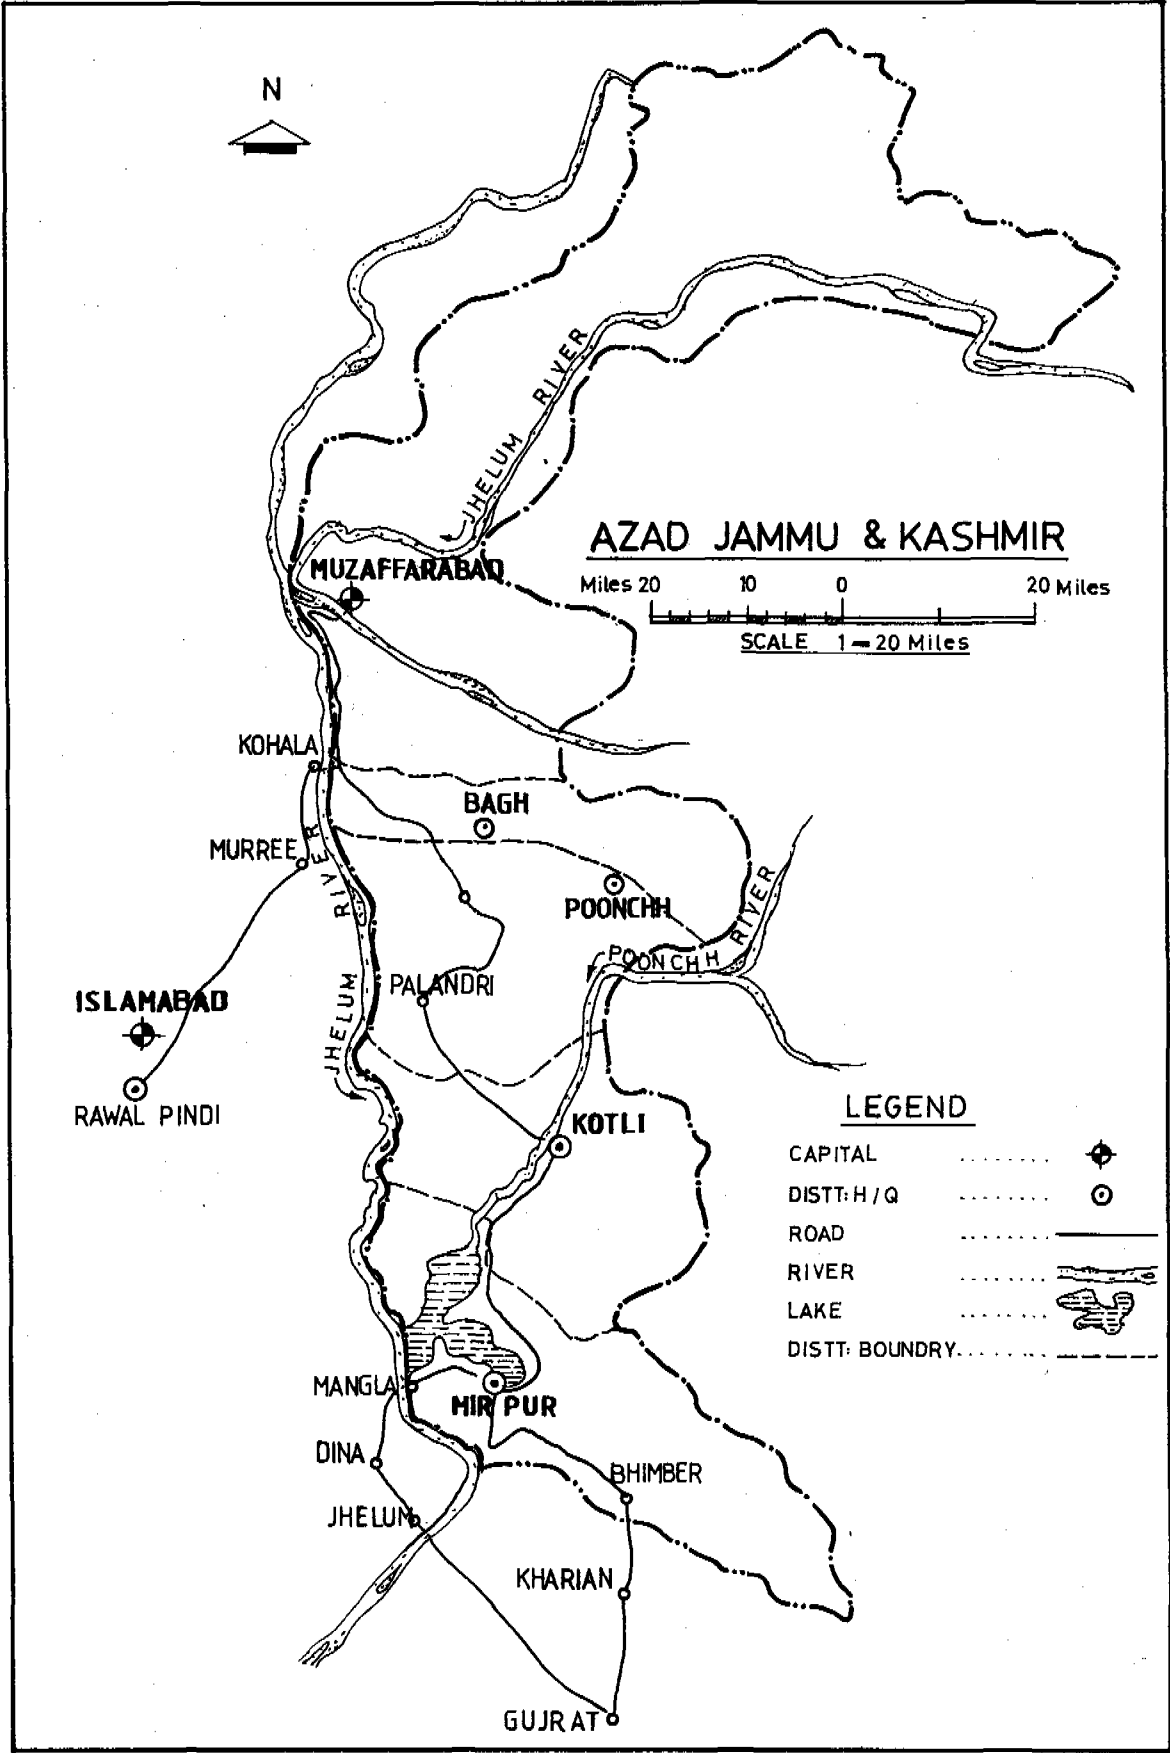 N
JHELUM RIVER
AZAD JAMMU & KASHMIR
MUZAFFARABAD
Miles 20 10 0 20 Miles
SCALE 1 = 20 Miles
KOHALA
BAGH
MURREE
JHELUM RIVER
POONCHH
POONCHH RIVER
PALANDRI
ISLAMABAD
RAWAL PINDI
KOTLI
LEGEND
CAPITAL ........
DISTT: H/Q ........
ROAD ........
RIVER ........
LAKE ........
DISTT: BOUNDRY........
MANGLA
MIR PUR
DINA
BHIMBER
JHELUM
KHARIAN
GUJRAT